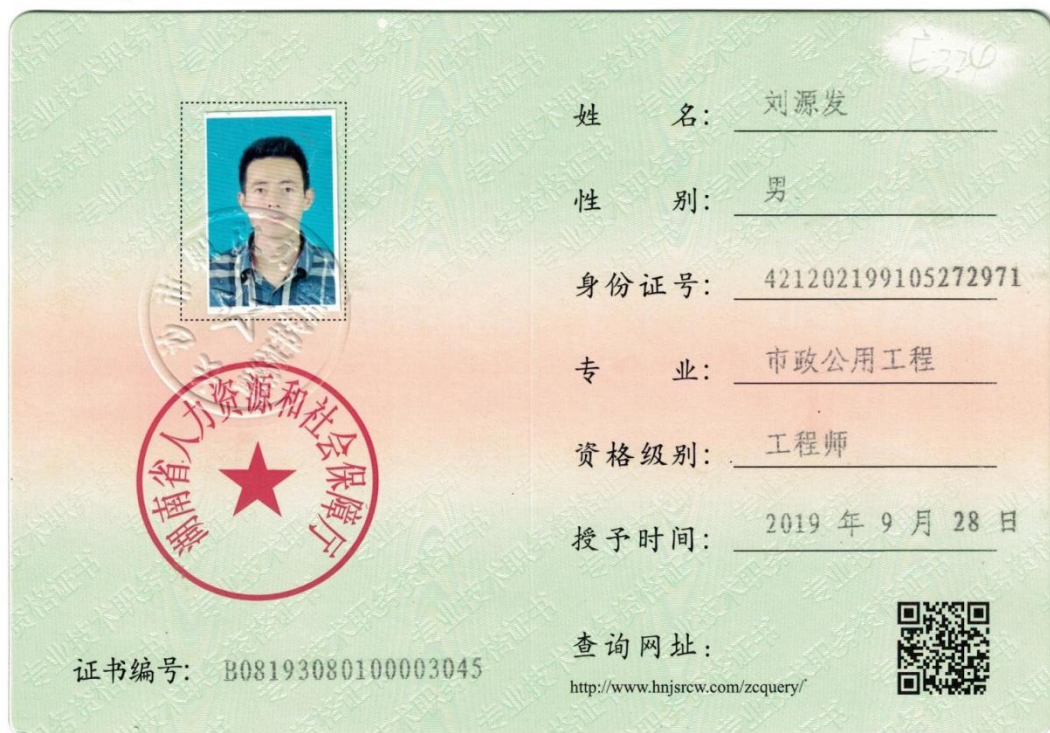 姓名：刘源发
性别：男
身份证号：421202199105272971
专业：市政公用工程
资格级别：工程师
授予时间：2019 年 9 月 28 日
查询网址：
http://www.hnjsrcw.com/zcquery/
湖南省人力资源和社会保障厅
证书编号：B08193080100003045